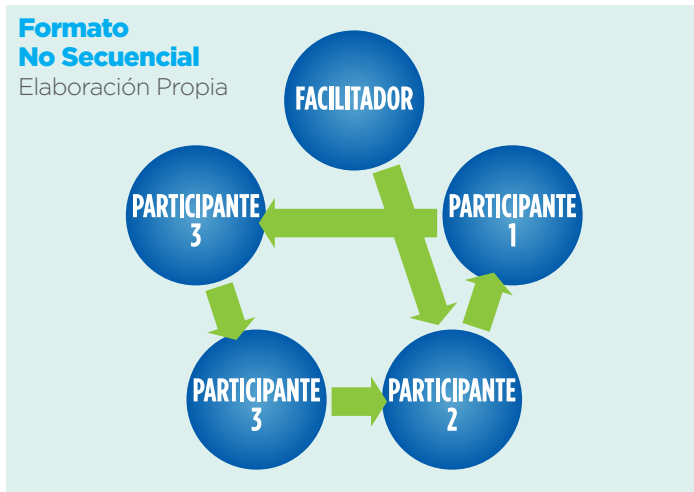 Formato
No Secuencial
Elaboración Propia
FACILITADOR
PARTICIPANTE
3
PARTICIPANTE
1
PARTICIPANTE
3
PARTICIPANTE
2